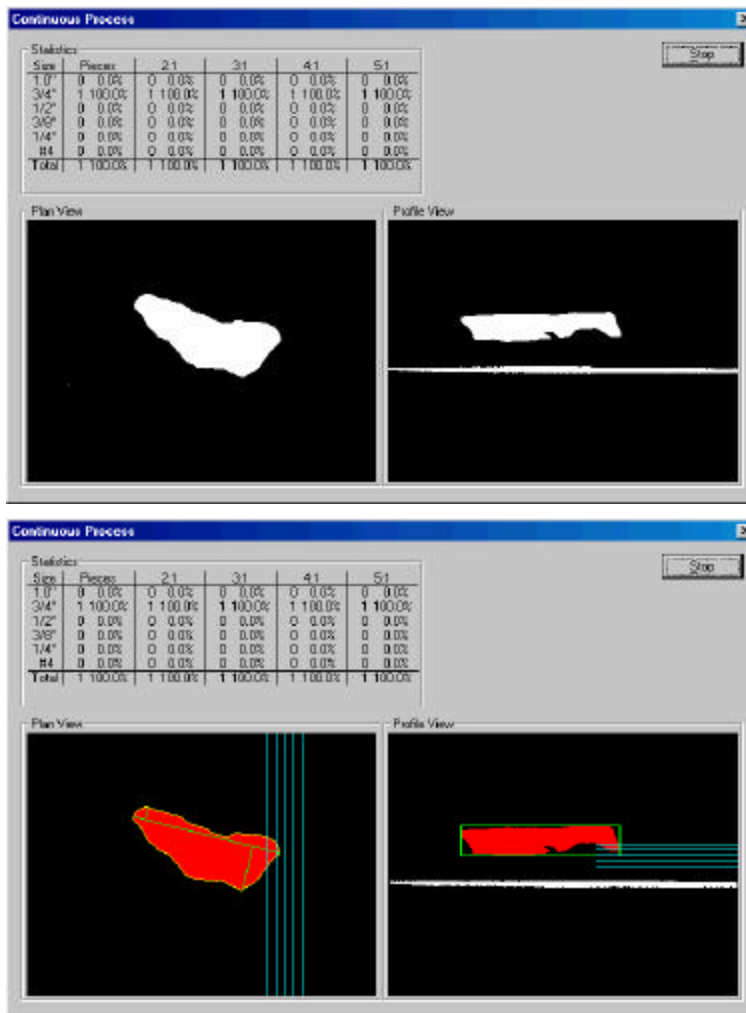 Continuous Process
Statistics
Stop
Size Pieces 2:1 3:1 4:1 5:1
1.0" 0 0.0% 0 0.0% 0 0.0% 0 0.0% 0 0.0%
3/4" 1 100.0% 1 100.0% 1 100.0% 1 100.0% 1 100.0%
1/2" 0 0.0% 0 0.0% 0 0.0% 0 0.0% 0 0.0%
3/8" 0 0.0% 0 0.0% 0 0.0% 0 0.0% 0 0.0%
1/4" 0 0.0% 0 0.0% 0 0.0% 0 0.0% 0 0.0%
#4 0 0.0% 0 0.0% 0 0.0% 0 0.0% 0 0.0%
Total 1 100.0% 1 100.0% 1 100.0% 1 100.0% 1 100.0%
Plan View Profile View
Continuous Process
Statistics
Stop
Size Pieces 2:1 3:1 4:1 5:1
1.0" 0 0.0% 0 0.0% 0 0.0% 0 0.0% 0 0.0%
3/4" 1 100.0% 1 100.0% 1 100.0% 1 100.0% 1 100.0%
1/2" 0 0.0% 0 0.0% 0 0.0% 0 0.0% 0 0.0%
3/8" 0 0.0% 0 0.0% 0 0.0% 0 0.0% 0 0.0%
1/4" 0 0.0% 0 0.0% 0 0.0% 0 0.0% 0 0.0%
#4 0 0.0% 0 0.0% 0 0.0% 0 0.0% 0 0.0%
Total 1 100.0% 1 100.0% 1 100.0% 1 100.0% 1 100.0%
Plan View Profile View